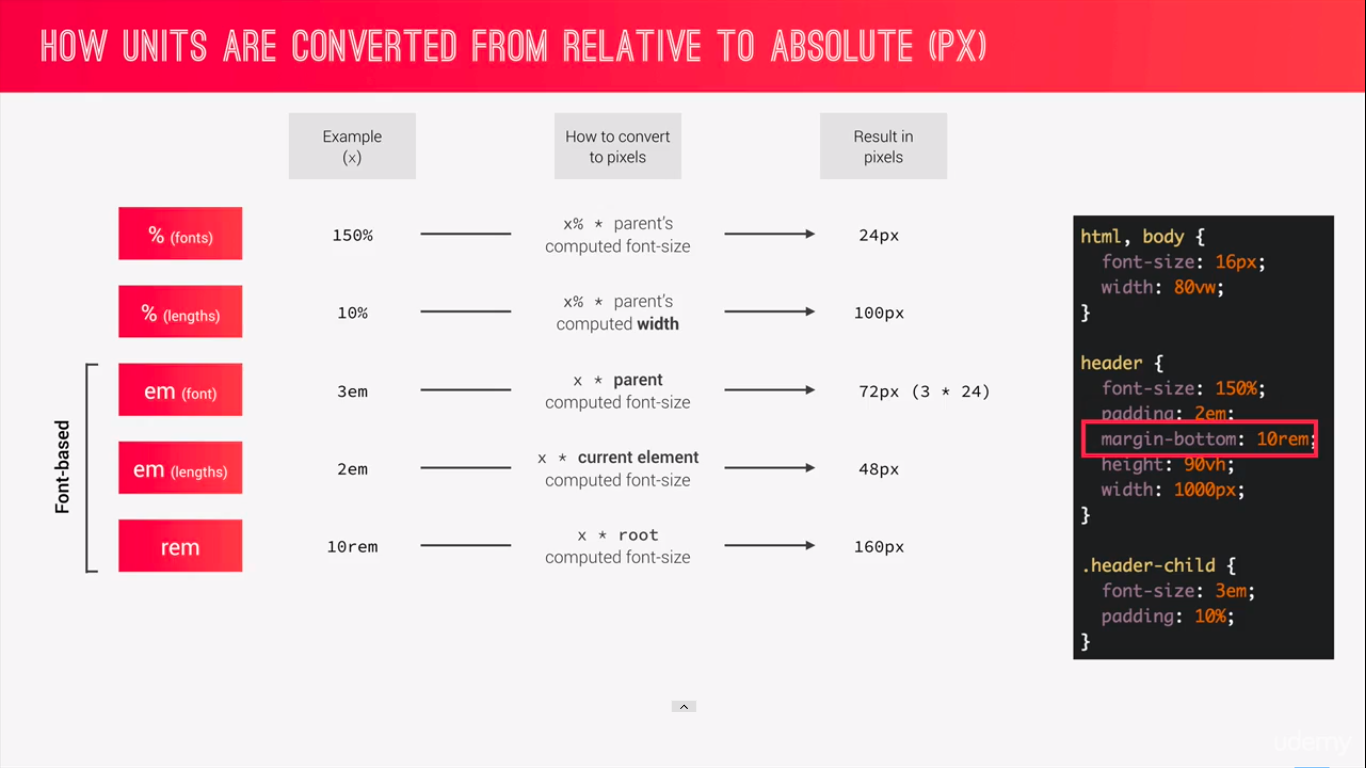 HOW UNITS ARE CONVERTED FROM RELATIVE TO ABSOLUTE (PX)
Example
(x)
How to convert
to pixels
Result in
pixels
% (fonts)
150%
x% * parent's
computed font-size
24px
% (lengths)
10%
x% * parent's
computed width
100px
Font-based
em (font)
3em
x * parent
computed font-size
72px (3 * 24)
em (lengths)
2em
x * current element
computed font-size
48px
rem
10rem
x * root
computed font-size
160px
html, body {
font-size: 16px;
width: 80vw;
}
header {
font-size: 150%;
padding: 2em;
margin-bottom: 10rem;
height: 90vh;
width: 1000px;
}
.header-child {
font-size: 3em;
padding: 10%;
}
udemy